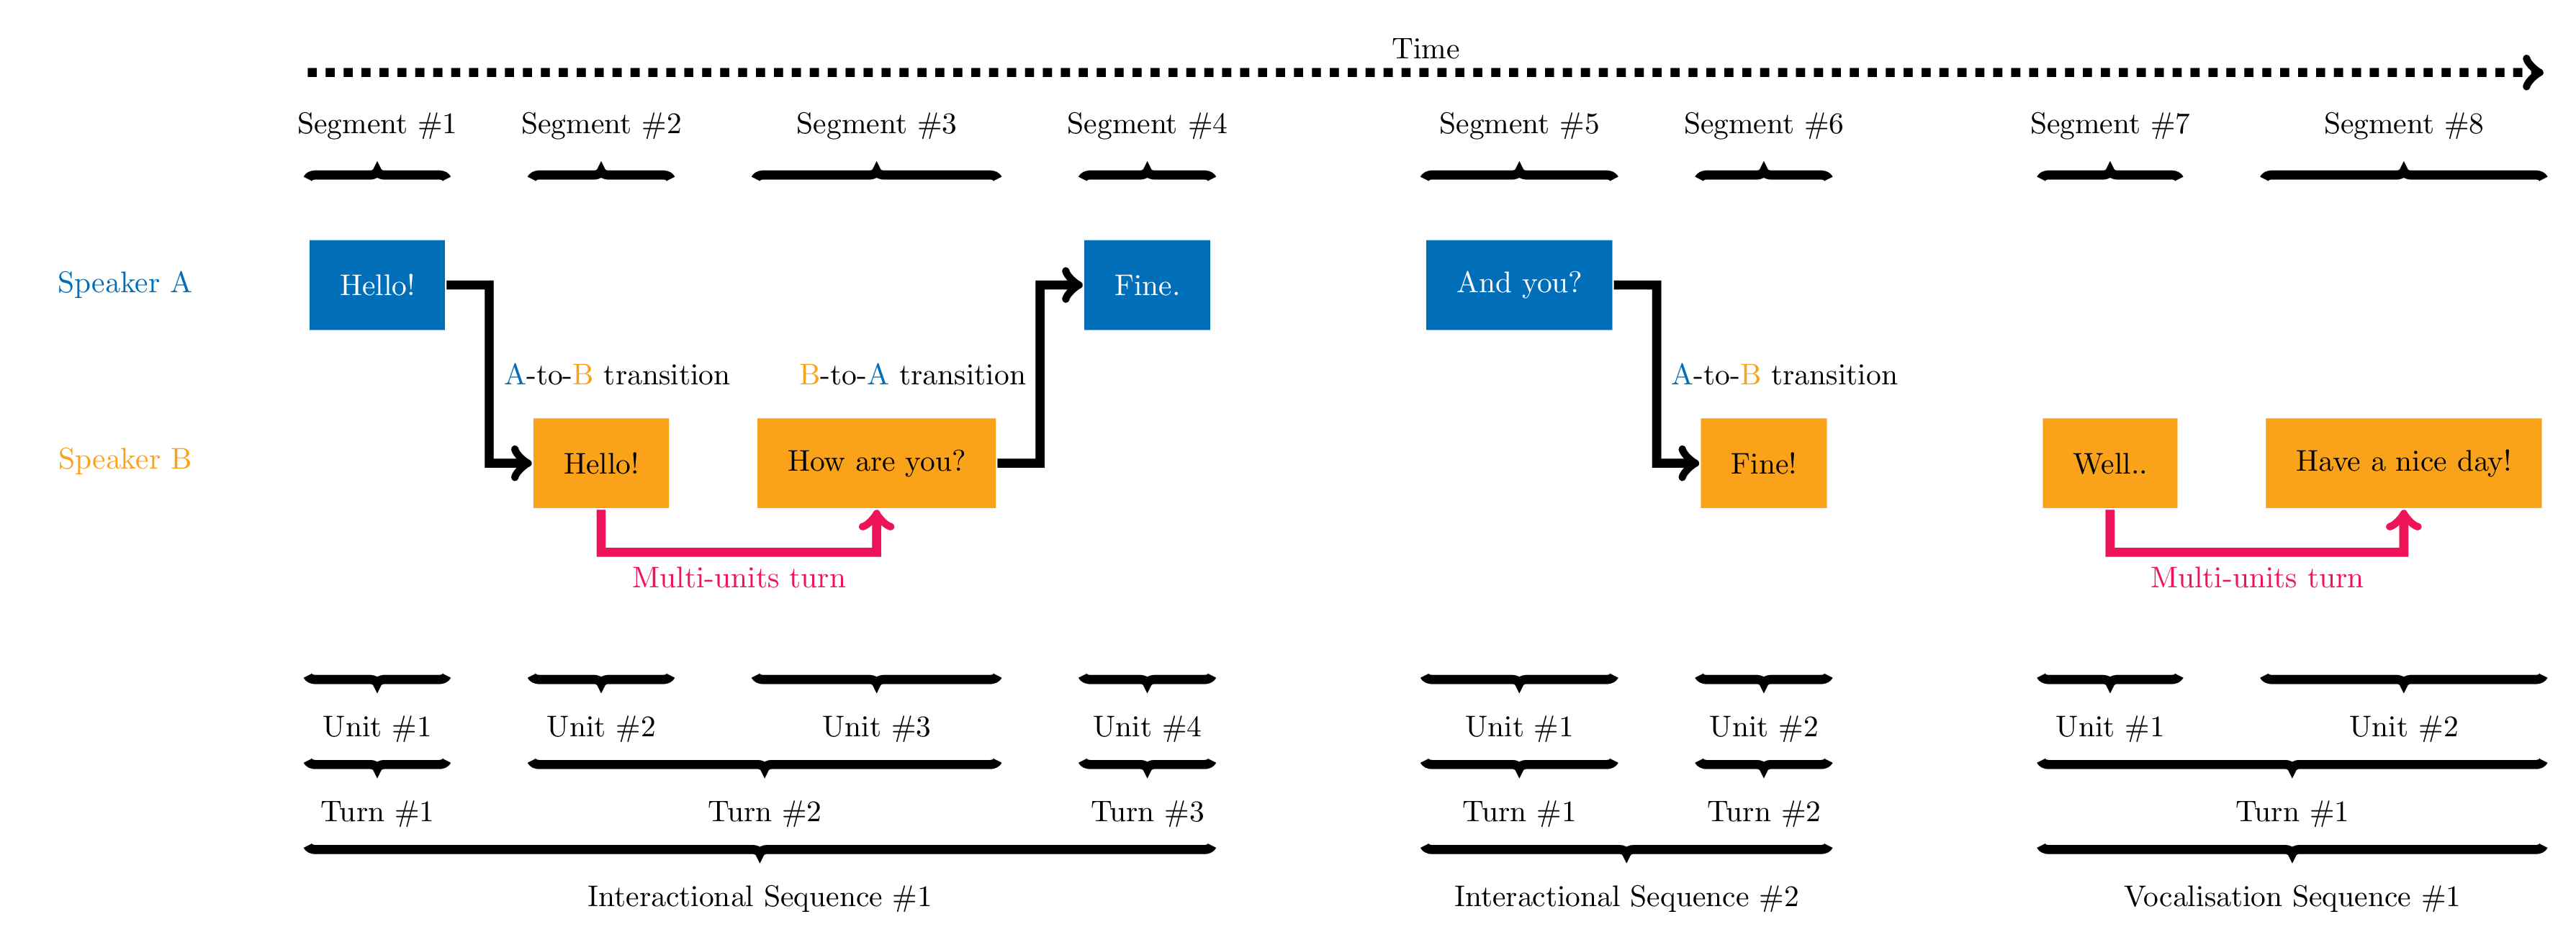 Time
Segment #1 Segment #2 Segment #3 Segment #4 Segment #5 Segment #6 Segment #7 Segment #8
Speaker A Hello! Fine. And you?
A-to-B transition B-to-A transition A-to-B transition
Speaker B Hello! How are you? Fine! Well.. Have a nice day!
Multi-units turn Multi-units turn
Unit #1 Unit #2 Unit #3 Unit #4 Unit #1 Unit #2 Unit #1 Unit #2
Turn #1 Turn #2 Turn #3 Turn #1 Turn #2 Turn #1
Interactional Sequence #1 Interactional Sequence #2 Vocalisation Sequence #1